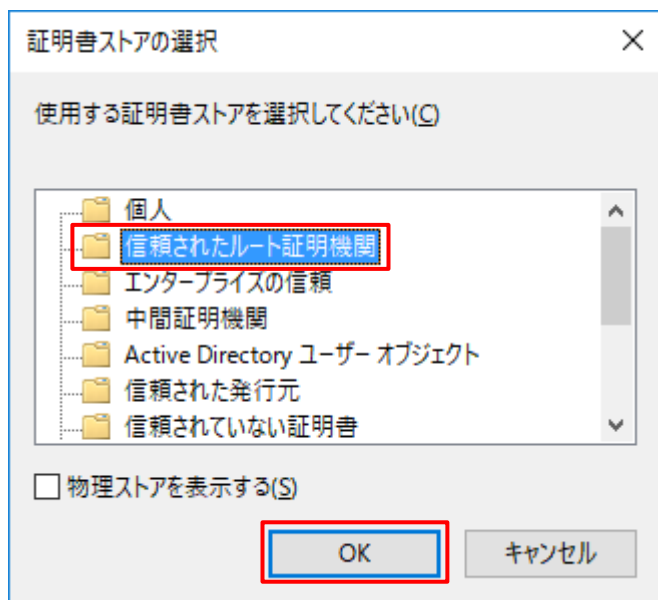 証明書ストアの選択
使用する証明書ストアを選択してください(C)
個人
信頼されたルート証明機関
エンタープライズの信頼
中間証明機関
Active Directory ユーザー オブジェクト
信頼された発行元
信頼されていない証明書
物理ストアを表示する(S)
OK
キャンセル